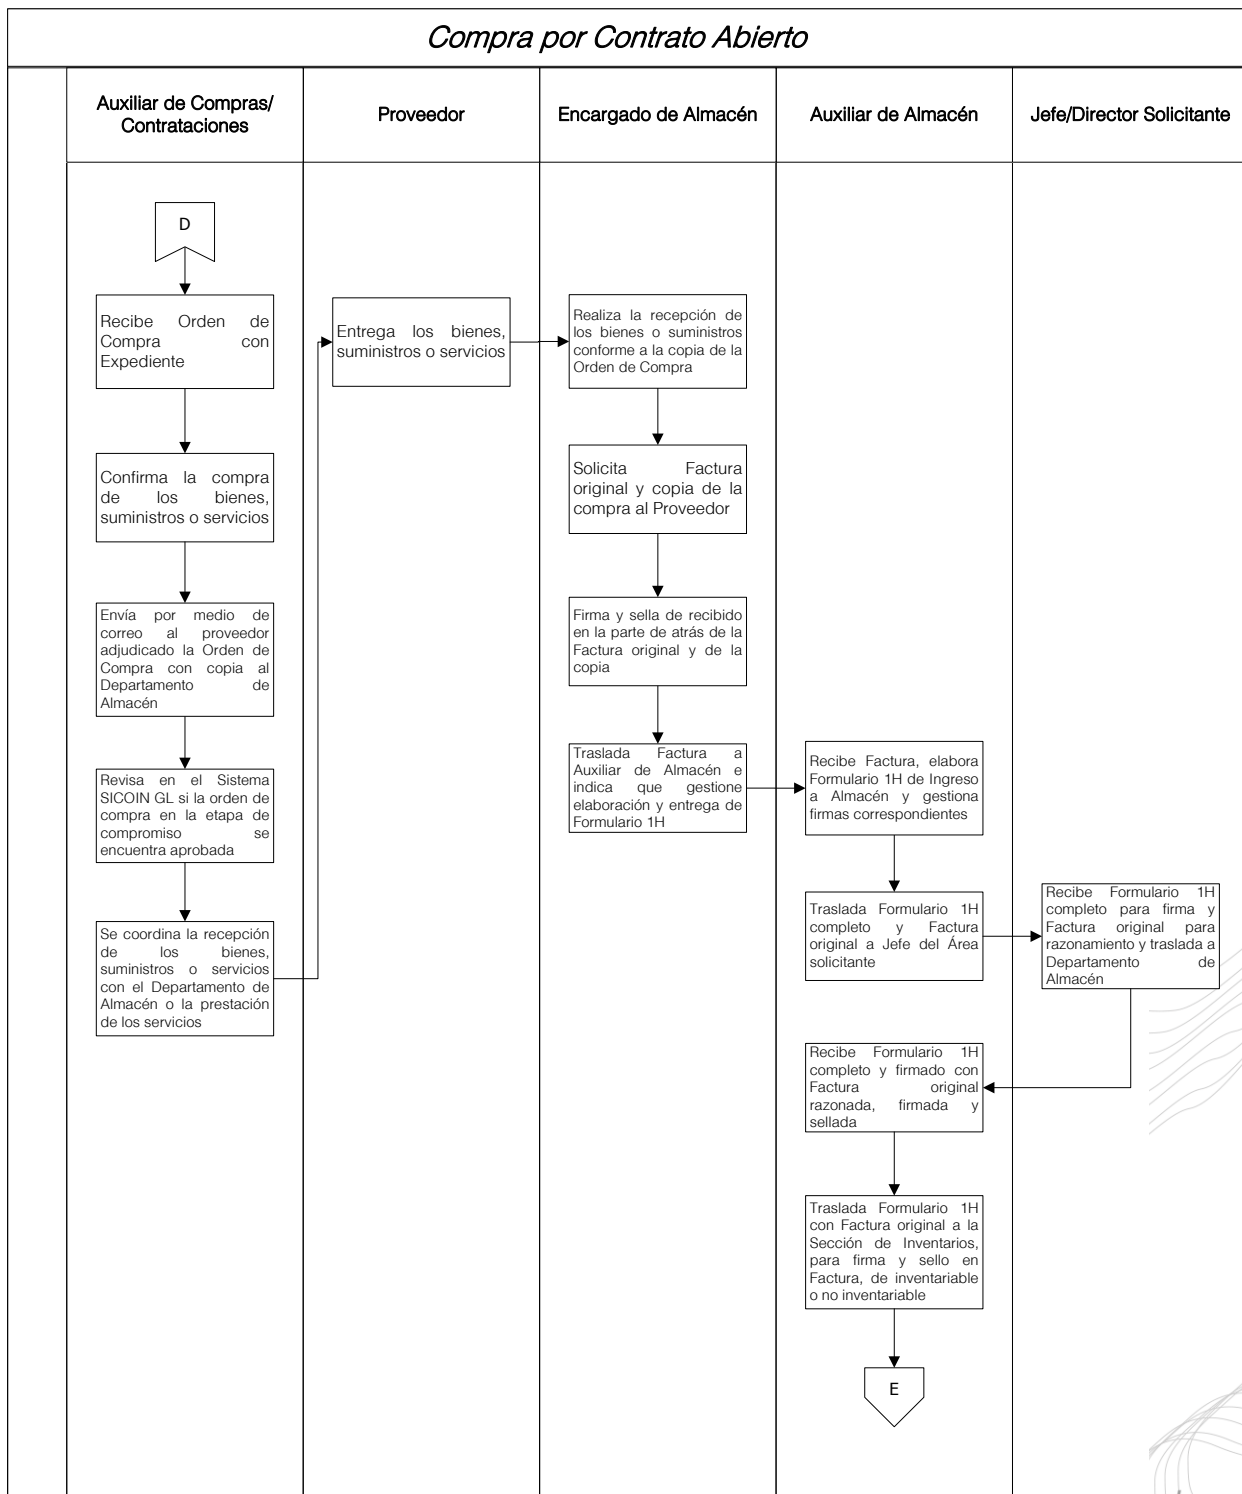 Compra por Contrato Abierto
Auxiliar de Compras/
Contrataciones
Proveedor
Encargado de Almacén
Auxiliar de Almacén
Jefe/Director Solicitante
D
Recibe Orden de
Compra con
Expediente
Confirma la compra
de los bienes,
suministros o servicios
Envía por medio de
correo al proveedor
adjudicado la Orden de
Compra con copia al
Departamento de
Almacén
Revisa en el Sistema
SICOIN GL si la orden de
compra en la etapa de
compromiso se
encuentra aprobada
Se coordina la recepción
de los bienes,
suministros o servicios
con el Departamento de
Almacén o la prestación
de los servicios
Entrega los bienes,
suministros o servicios
Realiza la recepción de
los bienes o suministros
conforme a la copia de la
Orden de Compra
Solicita Factura
original y copia de la
compra al Proveedor
Firma y sella de recibido
en la parte de atrás de la
Factura original y de la
copia
Traslada Factura a
Auxiliar de Almacén e
indica que gestione
elaboración y entrega de
Formulario 1H
Recibe Factura, elabora
Formulario 1H de Ingreso
a Almacén y gestiona
firmas correspondientes
Traslada Formulario 1H
completo y Factura
original a Jefe del Área
solicitante
Recibe Formulario 1H
completo para firma y
Factura original para
razonamiento y traslada a
Departamento de
Almacén
Recibe Formulario 1H
completo y firmado con
Factura original
razonada, firmada y
sellada
Traslada Formulario 1H
con Factura original a la
Sección de Inventarios,
para firma y sello en
Factura, de inventariable
o no inventariable
E